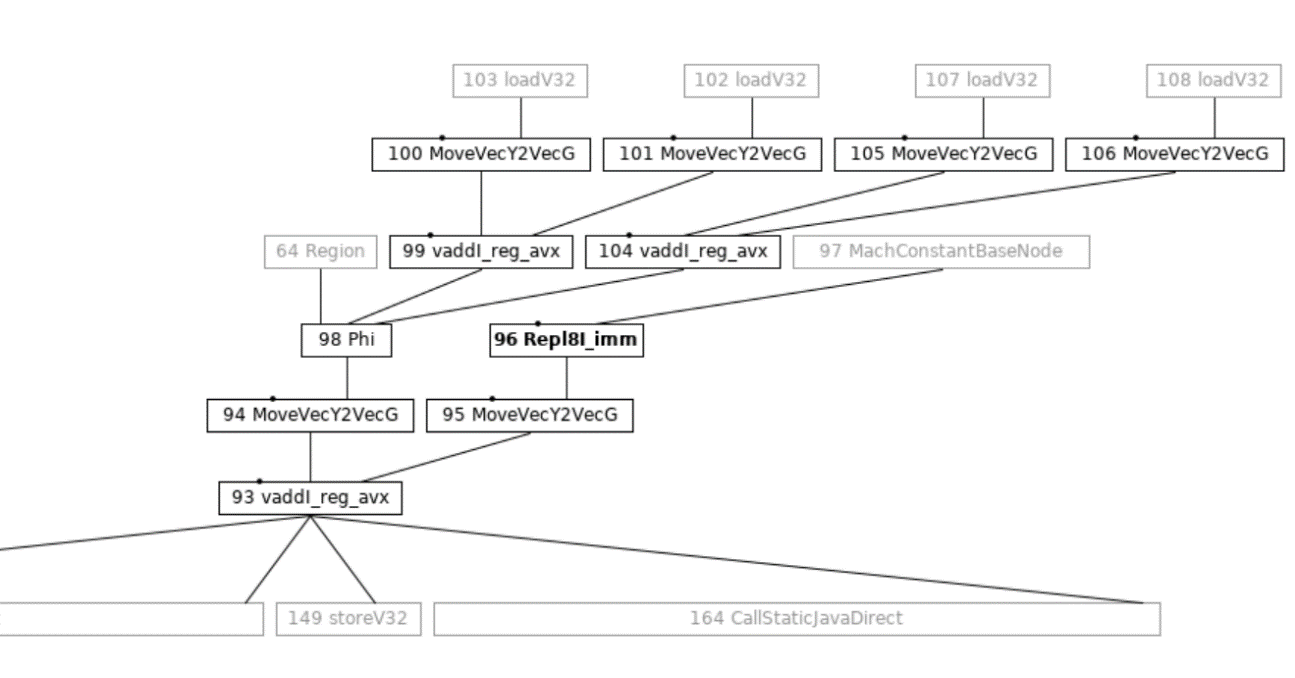 103 loadV32
102 loadV32
107 loadV32
108 loadV32
100 MoveVecY2VecG
101 MoveVecY2VecG
105 MoveVecY2VecG
106 MoveVecY2VecG
64 Region
99 vaddI_reg_avx
104 vaddI_reg_avx
97 MachConstantBaseNode
98 Phi
96 Repl8I_imm
94 MoveVecY2VecG
95 MoveVecY2VecG
93 vaddI_reg_avx
149 storeV32
164 CallStaticJavaDirect